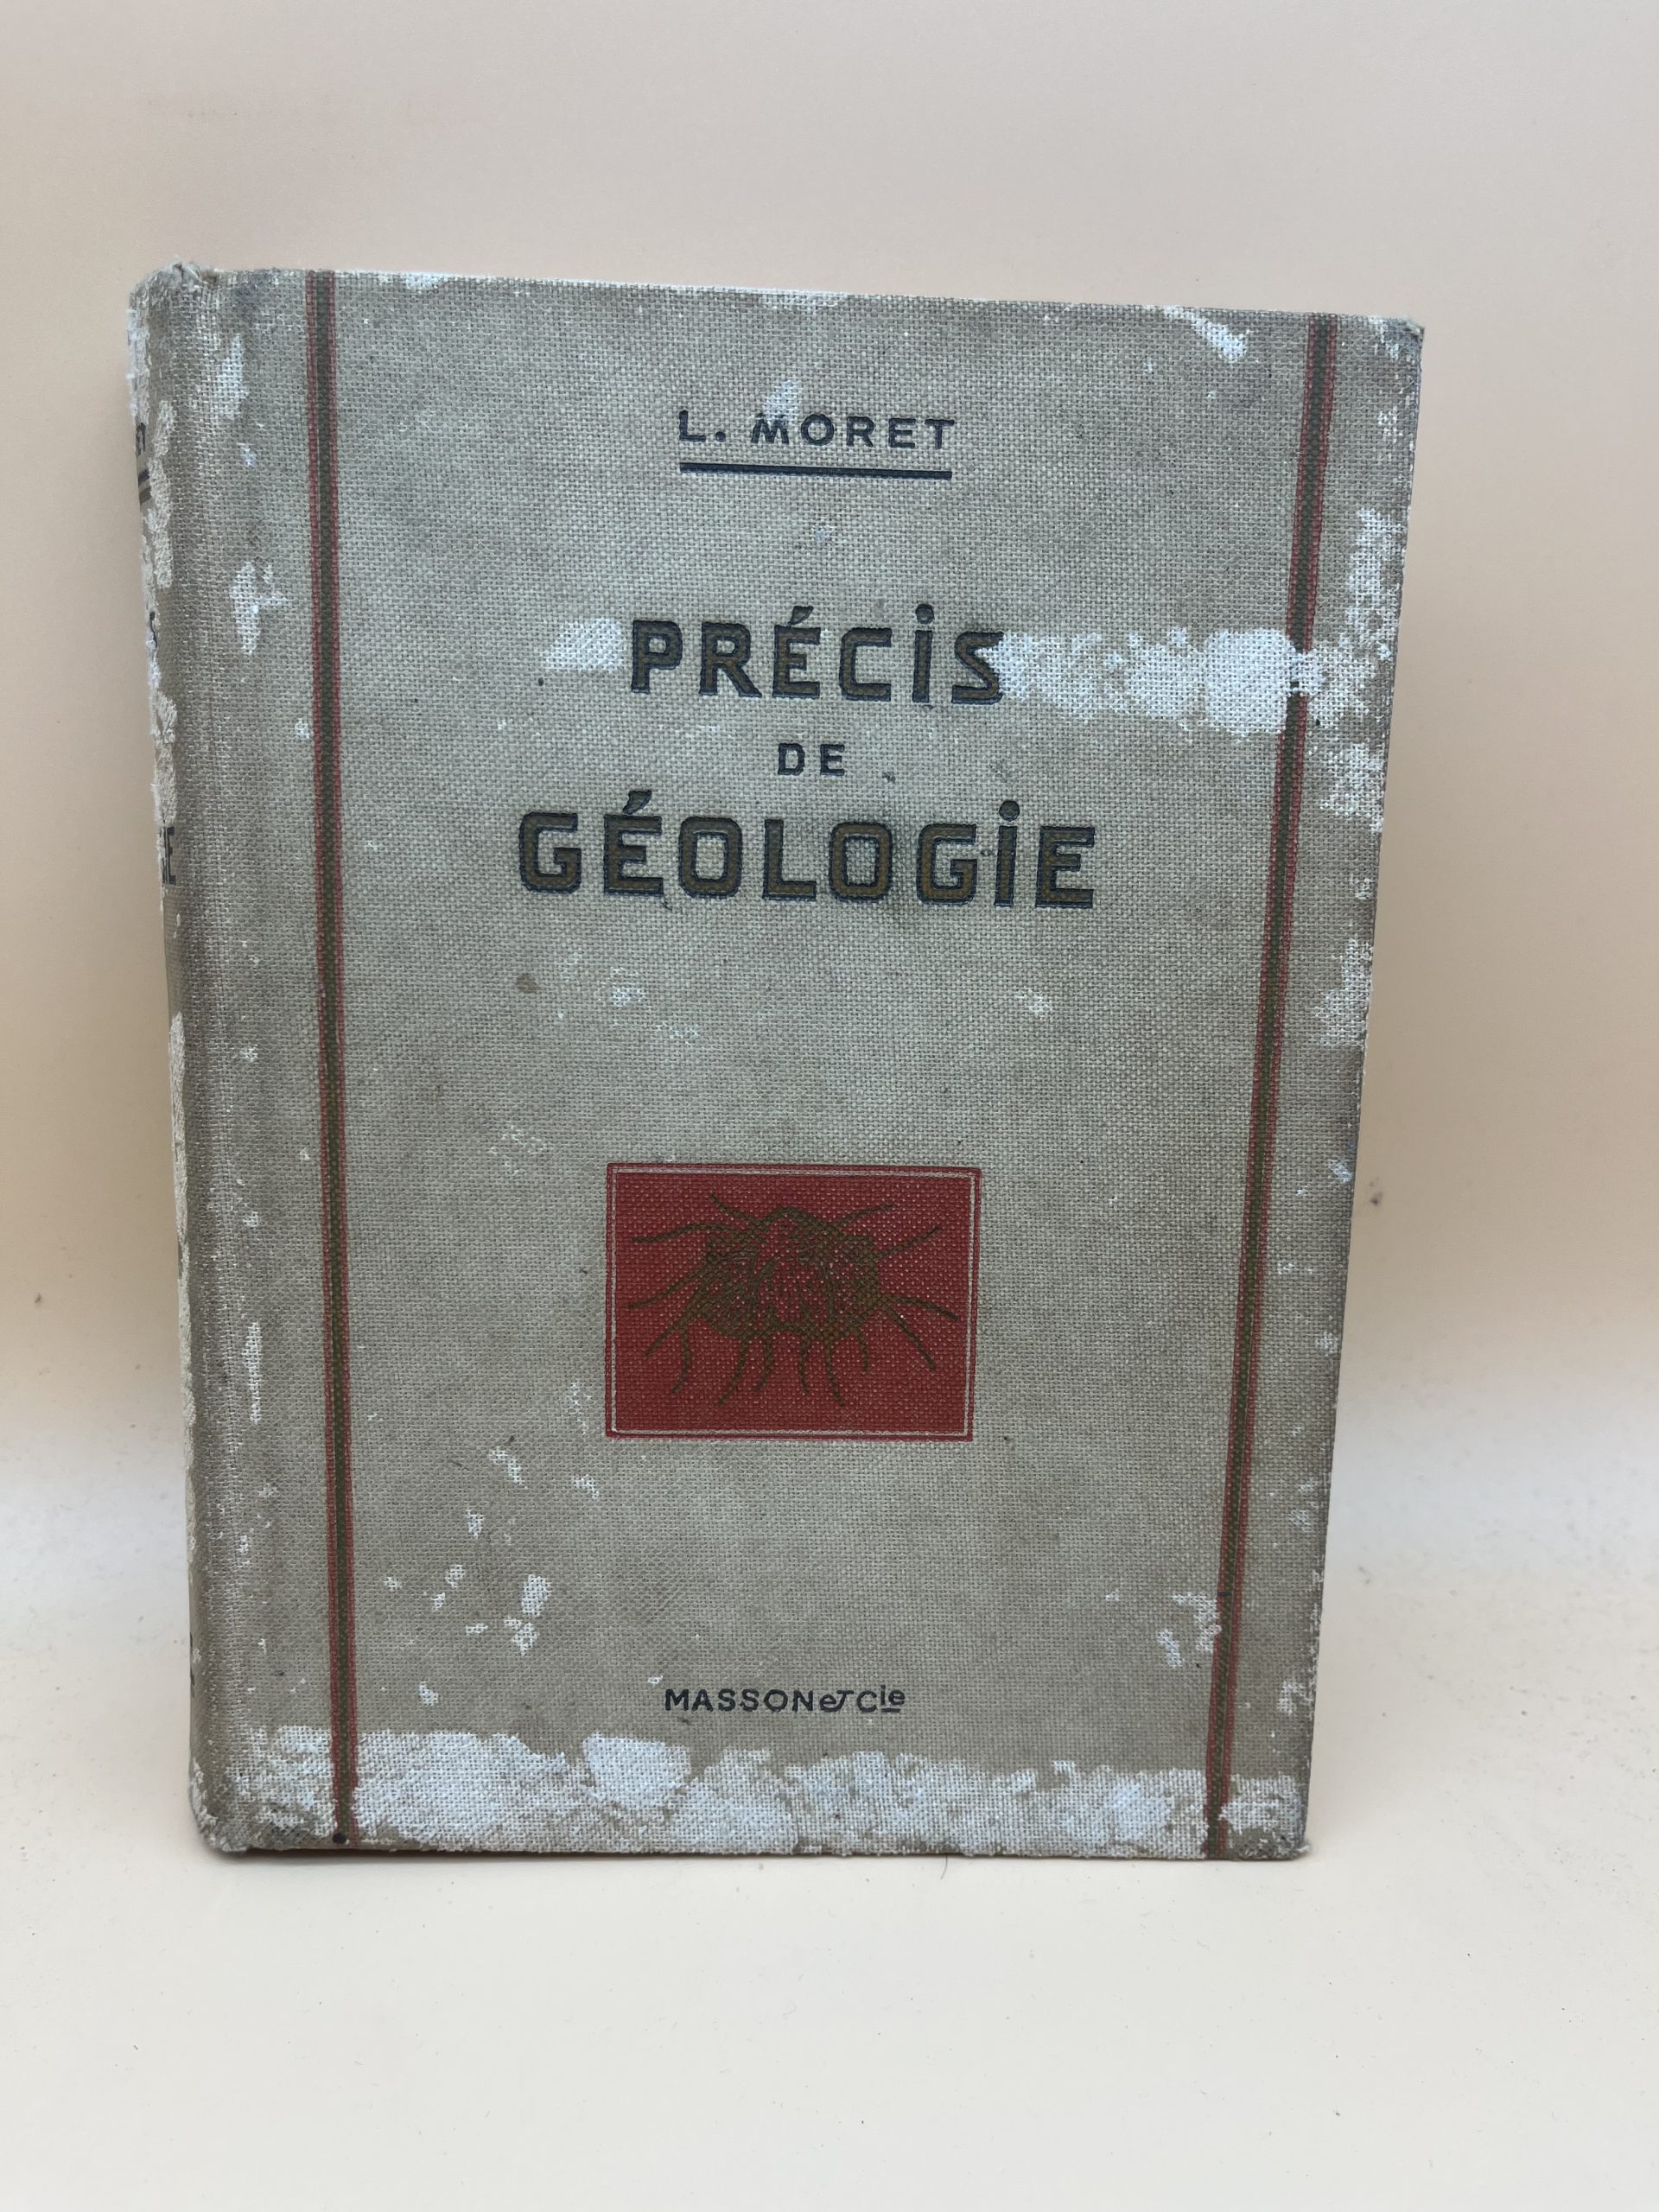 L. MORET
PRÉCiS
DE
GÉOLOGiE
MASSON et Cie